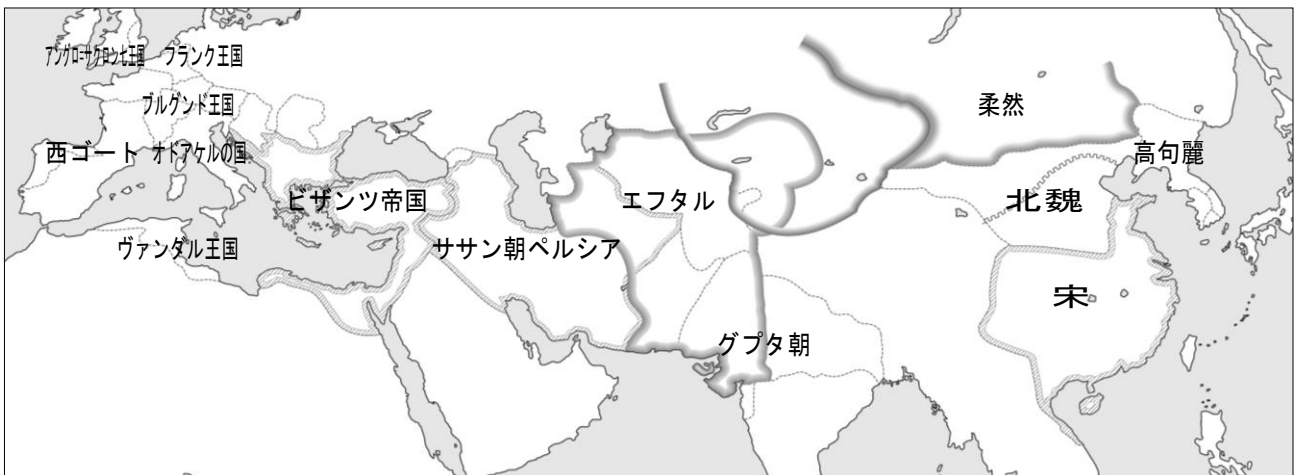 アングロ=サクロン七王国 フランク王国
ブルグンド王国
西ゴート オドアケルの国
ビザンツ帝国
ヴァンダル王国
ササン朝ペルシア
エフタル
グプタ朝
柔然
高句麗
北魏
宋